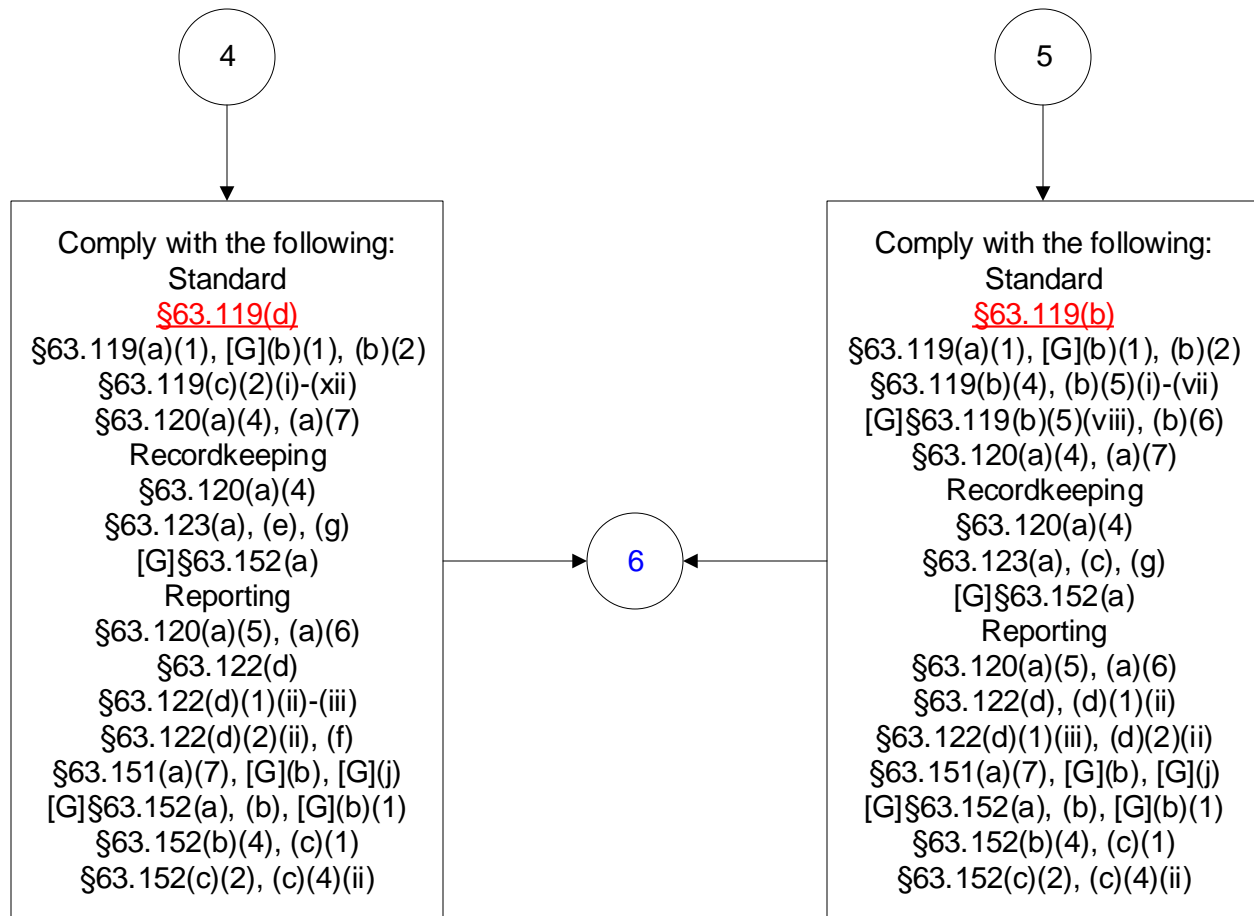 4
Comply with the following:
Standard
§63.119(d)
§63.119(a)(1), [G](b)(1), (b)(2)
§63.119(c)(2)(i)-(xii)
§63.120(a)(4), (a)(7)
Recordkeeping
§63.120(a)(4)
§63.123(a), (e), (g)
[G]§63.152(a)
Reporting
§63.120(a)(5), (a)(6)
§63.122(d)
§63.122(d)(1)(ii)-(iii)
§63.122(d)(2)(ii), (f)
§63.151(a)(7), [G](b), [G](j)
[G]§63.152(a), (b), [G](b)(1)
§63.152(b)(4), (c)(1)
§63.152(c)(2), (c)(4)(ii)
5
Comply with the following:
Standard
§63.119(b)
§63.119(a)(1), [G](b)(1), (b)(2)
§63.119(b)(4), (b)(5)(i)-(vii)
[G]§63.119(b)(5)(viii), (b)(6)
§63.120(a)(4), (a)(7)
Recordkeeping
§63.120(a)(4)
§63.123(a), (c), (g)
[G]§63.152(a)
Reporting
§63.120(a)(5), (a)(6)
§63.122(d), (d)(1)(ii)
§63.122(d)(1)(iii), (d)(2)(ii)
§63.151(a)(7), [G](b), [G](j)
[G]§63.152(a), (b), [G](b)(1)
§63.152(b)(4), (c)(1)
§63.152(c)(2), (c)(4)(ii)
6